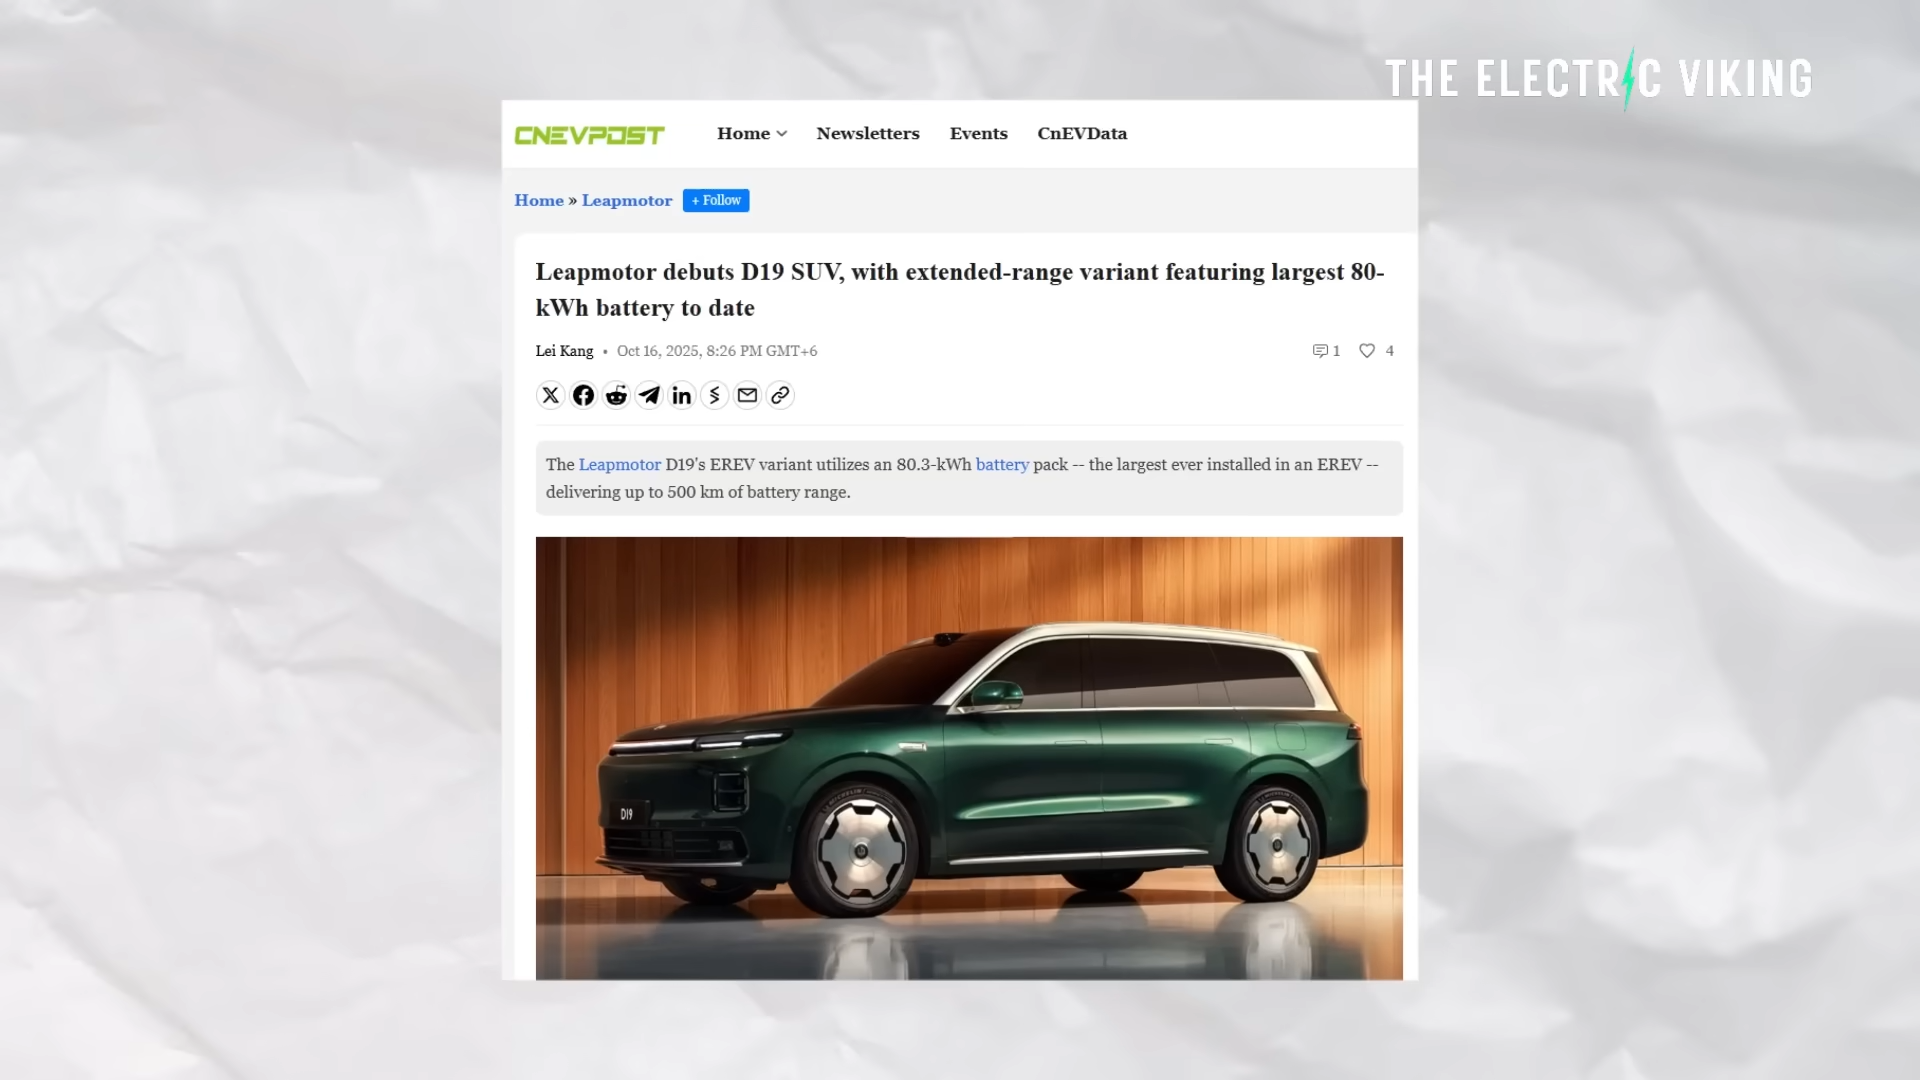 THE ELECTRIC VIKING
CNEVPOST
Home Newsletters Events CnEVData
Home » Leapmotor + Follow
Leapmotor debuts D19 SUV, with extended-range variant featuring largest 80-
kWh battery to date
Lei Kang • Oct 16, 2025, 8:26 PM GMT+6
1 4
The Leapmotor D19's EREV variant utilizes an 80.3-kWh battery pack -- the largest ever installed in an EREV --
delivering up to 500 km of battery range.
D19